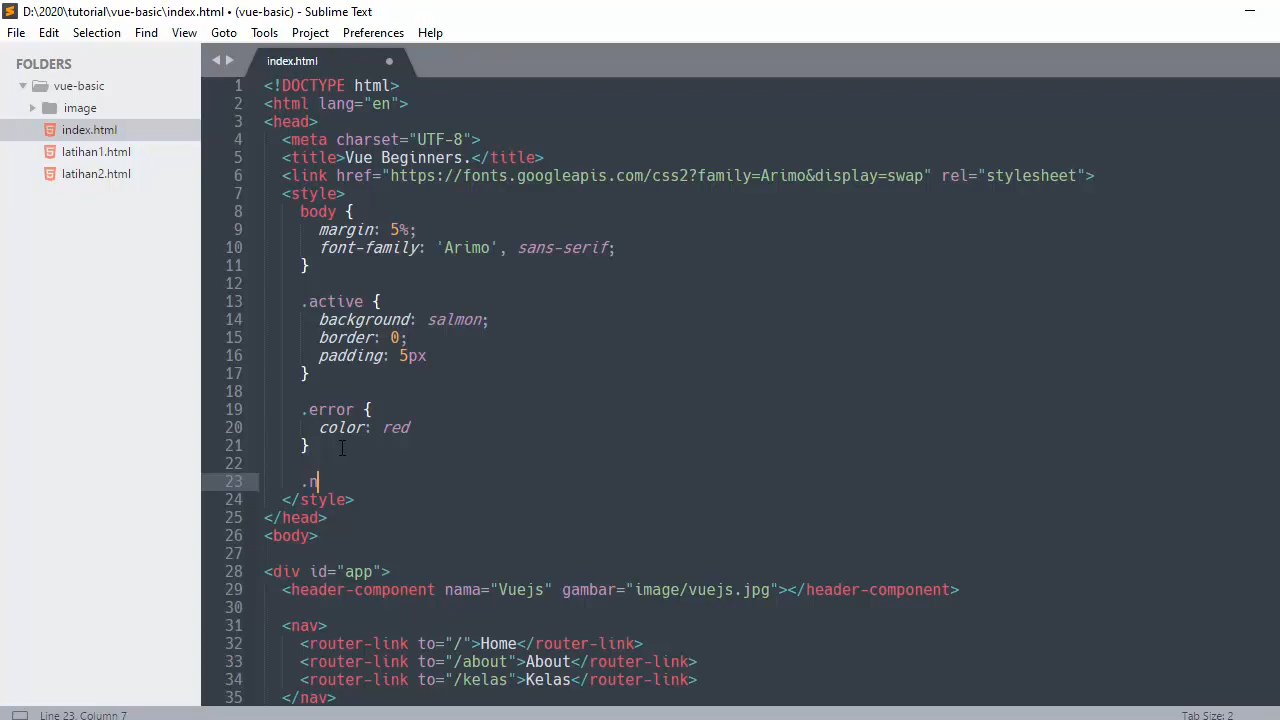 D:\2020\tutorial\vue-basic\index.html • (vue-basic) - Sublime Text
File Edit Selection Find View Goto Tools Project Preferences Help
FOLDERS
vue-basic
image
index.html
latihan1.html
latihan2.html
index.html
1 <!DOCTYPE html>
2 <html lang="en">
3 <head>
4 <meta charset="UTF-8">
5 <title>Vue Beginners.</title>
6 <link href="https://fonts.googleapis.com/css2?family=Arimo&display=swap" rel="stylesheet">
7 <style>
8 body {
9 margin: 5%;
10 font-family: 'Arimo', sans-serif;
11 }
12
13 .active {
14 background: salmon;
15 border: 0;
16 padding: 5px
17 }
18
19 .error {
20 color: red
21 }
22
23 .n
24 </style>
25 </head>
26 <body>
27
28 <div id="app">
29 <header-component nama="Vuejs" gambar="image/vuejs.jpg"></header-component>
30
31 <nav>
32 <router-link to="/">Home</router-link>
33 <router-link to="/about">About</router-link>
34 <router-link to="/kelas">Kelas</router-link>
35 </nav>
Line 23, Column 7
Tab Size: 2